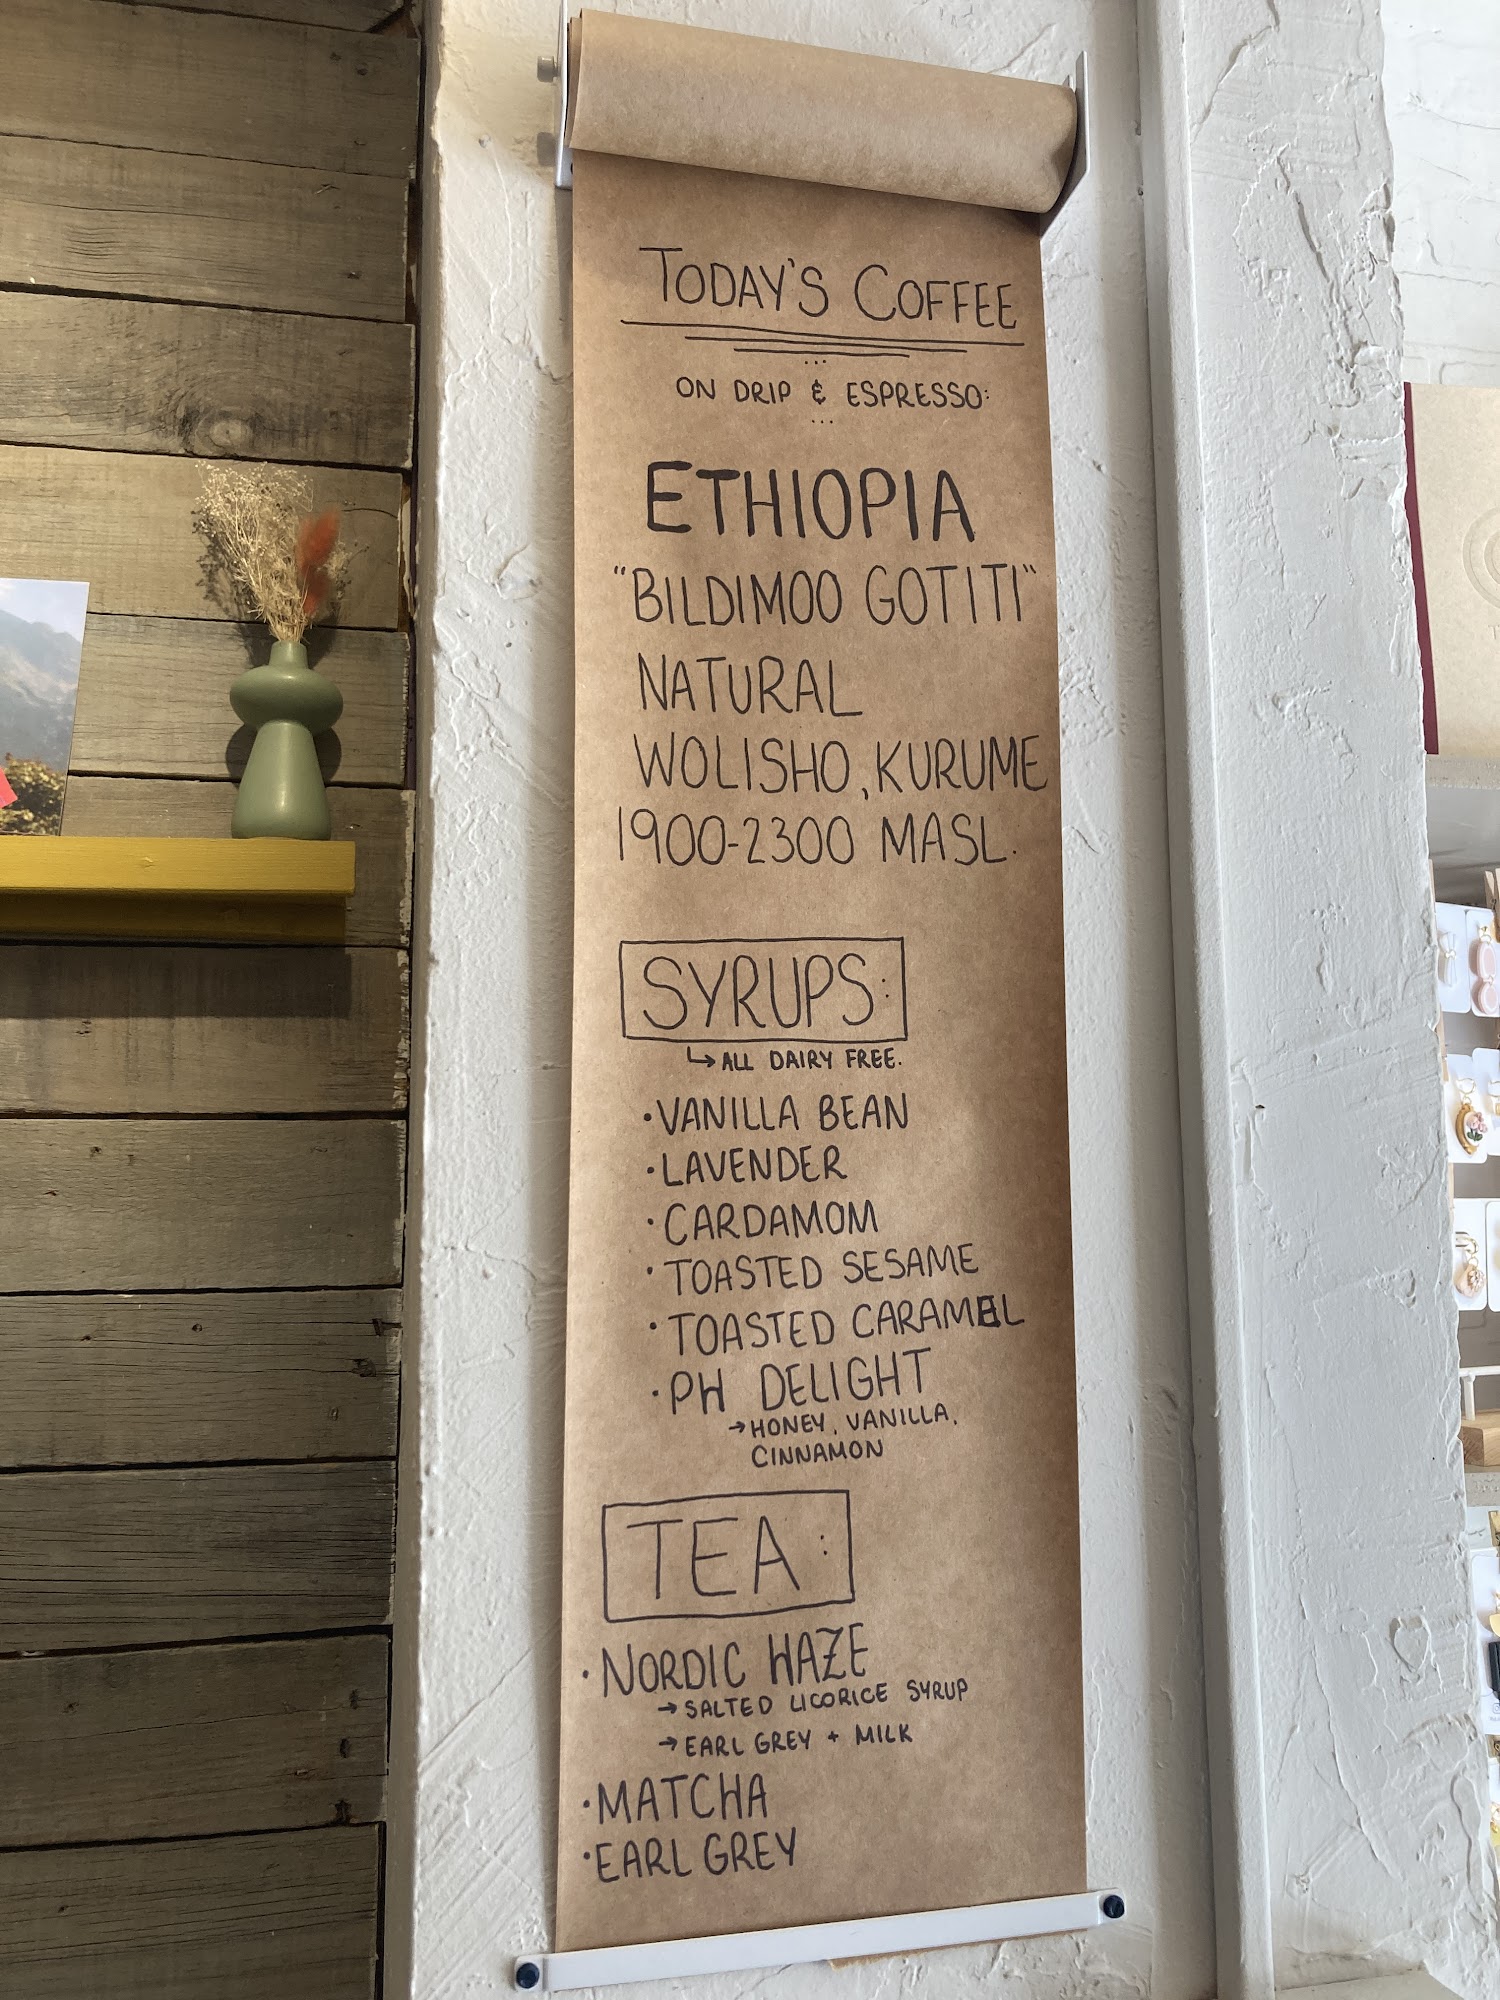 TODAY'S COFFEE
ON DRIP & ESPRESSO:
ETHIOPIA
"BILDIMOO GOTITI"
NATURAL
WOLISHO, KURUME
1900-2300 MASL.
SYRUPS:
↳ ALL DAIRY FREE.
• VANILLA BEAN
• LAVENDER
• CARDAMOM
• TOASTED SESAME
• TOASTED CARAMEL
• PH DELIGHT
→ HONEY, VANILLA,
CINNAMON
TEA:
• NORDIC HAZE
→ SALTED LICORICE SYRUP
→ EARL GREY + MILK
• MATCHA
• EARL GREY